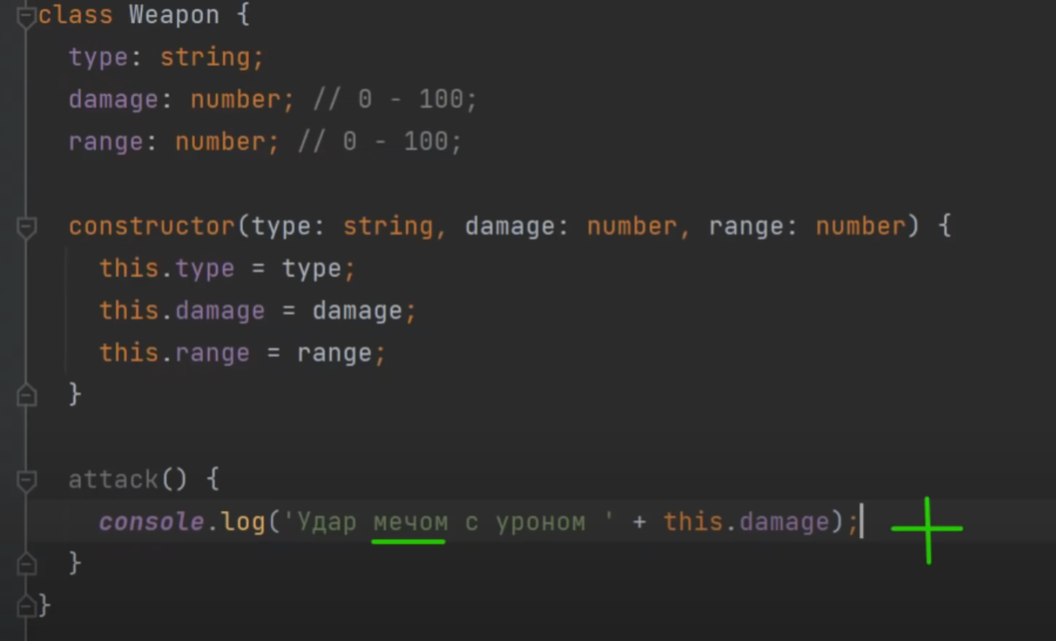 class Weapon {
type: string;
damage: number; // 0 - 100;
range: number; // 0 - 100;
constructor(type: string, damage: number, range: number) {
this.type = type;
this.damage = damage;
this.range = range;
}
attack() {
console.log('Удар мечом с уроном ' + this.damage);
}
}